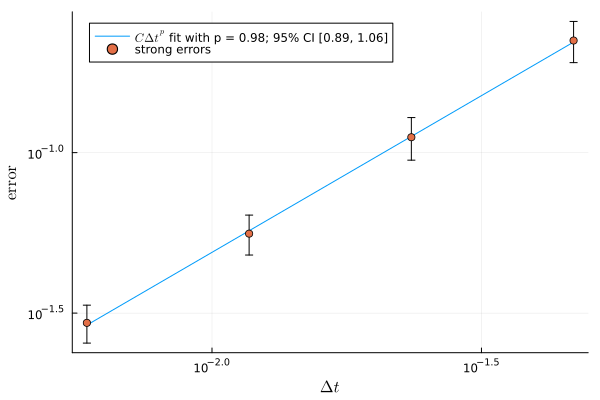 CΔt^p fit with p = 0.98; 95% CI [0.89, 1.06]
strong errors
error
10^−1.0
10^−1.5
10^−2.0
10^−1.5
Δt